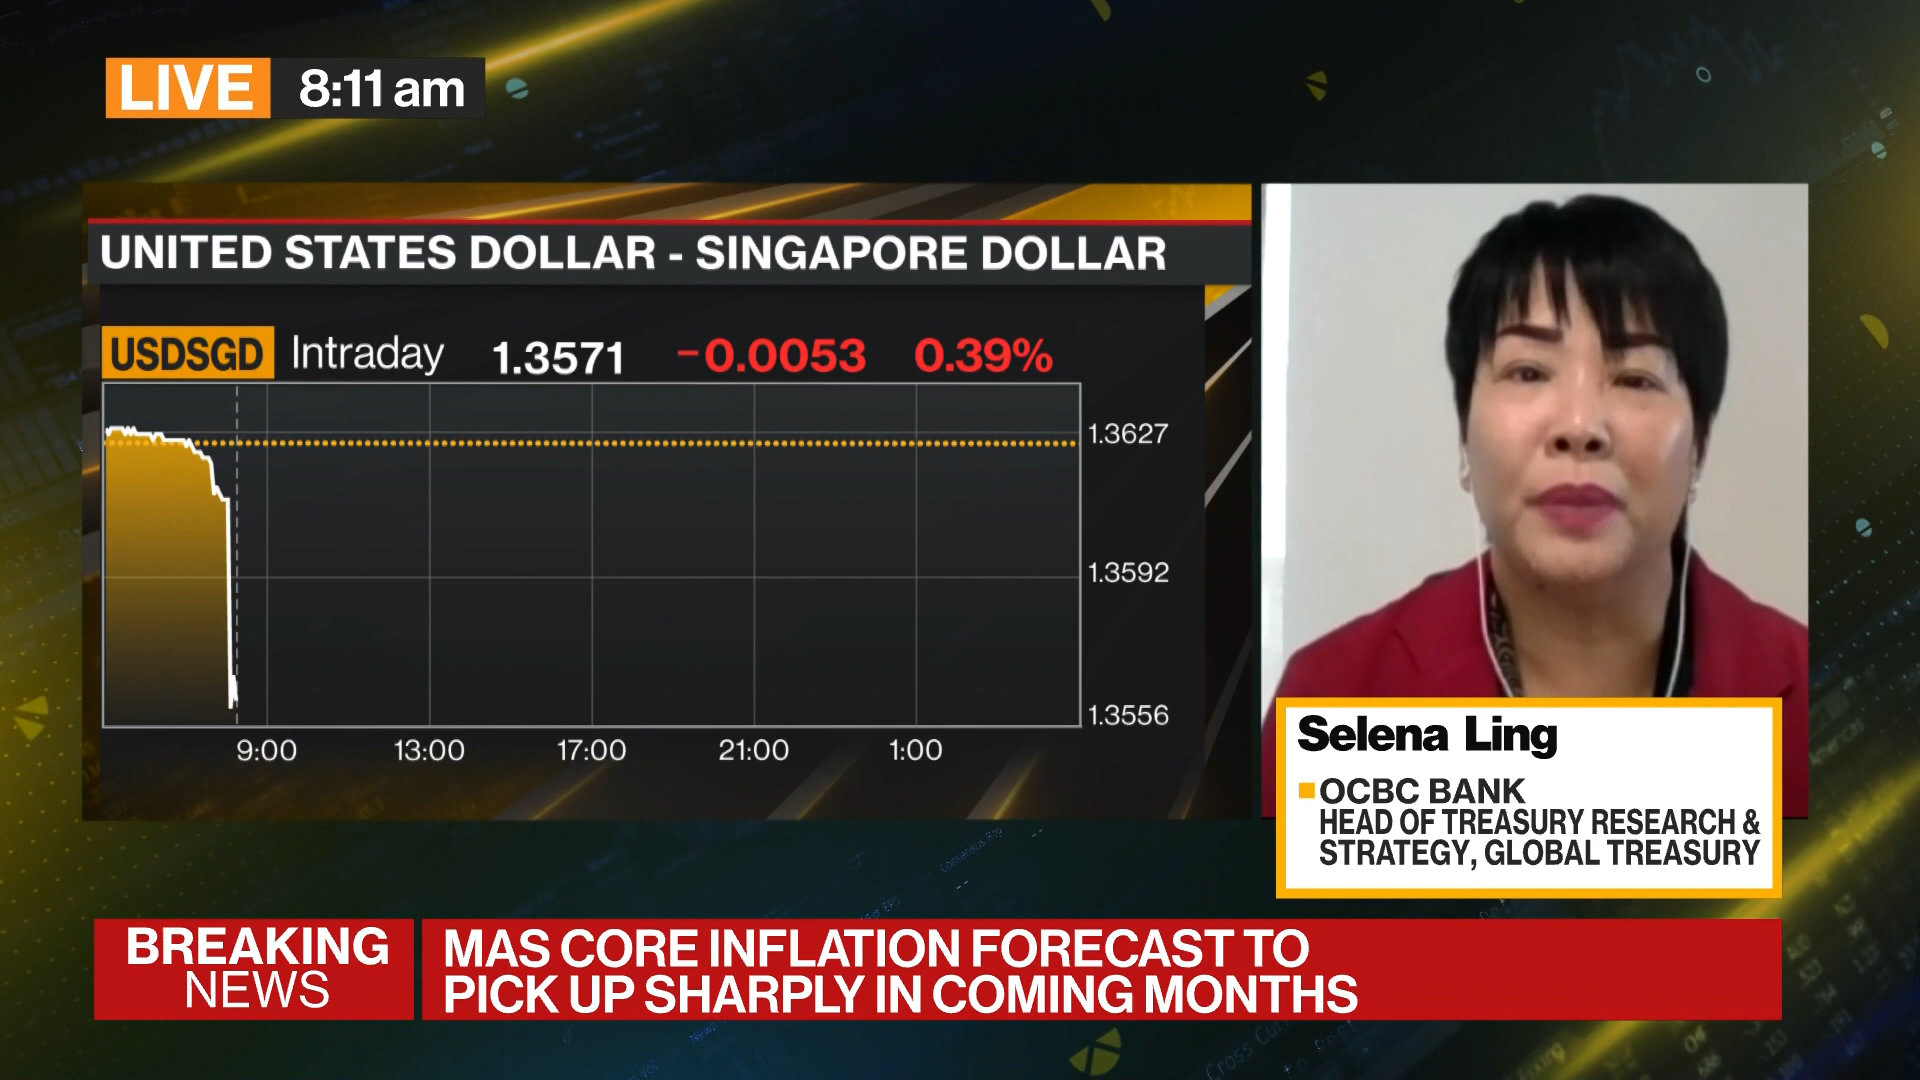 LIVE 8:11 am
UNITED STATES DOLLAR - SINGAPORE DOLLAR
USDSGD Intraday 1.3571 -0.0053 0.39%
1.3627
1.3592
1.3556
9:00 13:00 17:00 21:00 1:00
Selena Ling
OCBC BANK
HEAD OF TREASURY RESEARCH &
STRATEGY, GLOBAL TREASURY
BREAKING
NEWS
MAS CORE INFLATION FORECAST TO
PICK UP SHARPLY IN COMING MONTHS